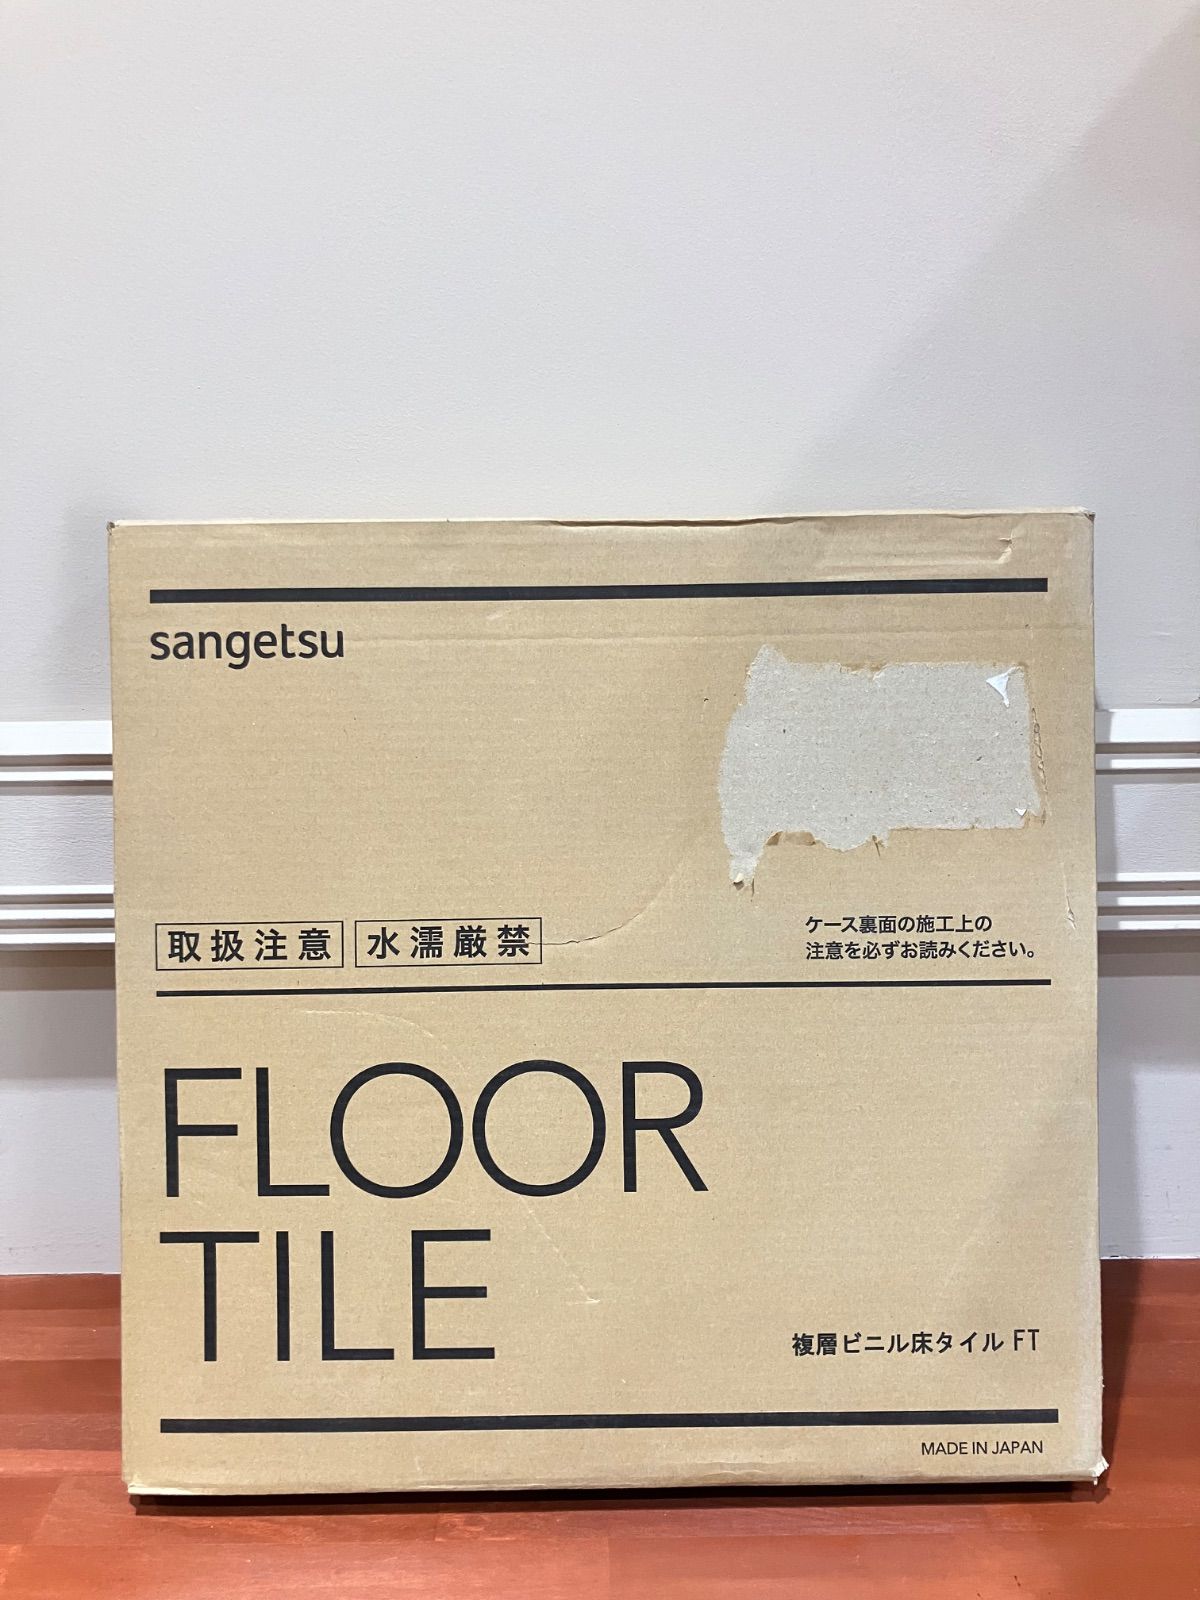 sangetsu
取扱注意 水濡厳禁
ケース裏面の施工上の
注意を必ずお読みください。
FLOOR
TILE
複層ビニル床タイル FT
MADE IN JAPAN